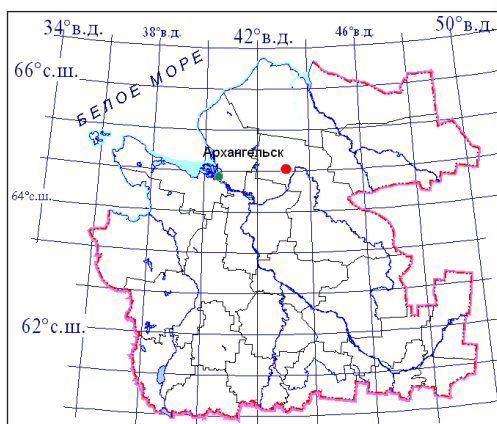 34°в.д.
38°в.д.
42°в.д.
46°в.д.
50°в.д.
66°с.ш.
БЕЛОЕ МОРЕ
Архангельск
64°с.ш.
62°с.ш.